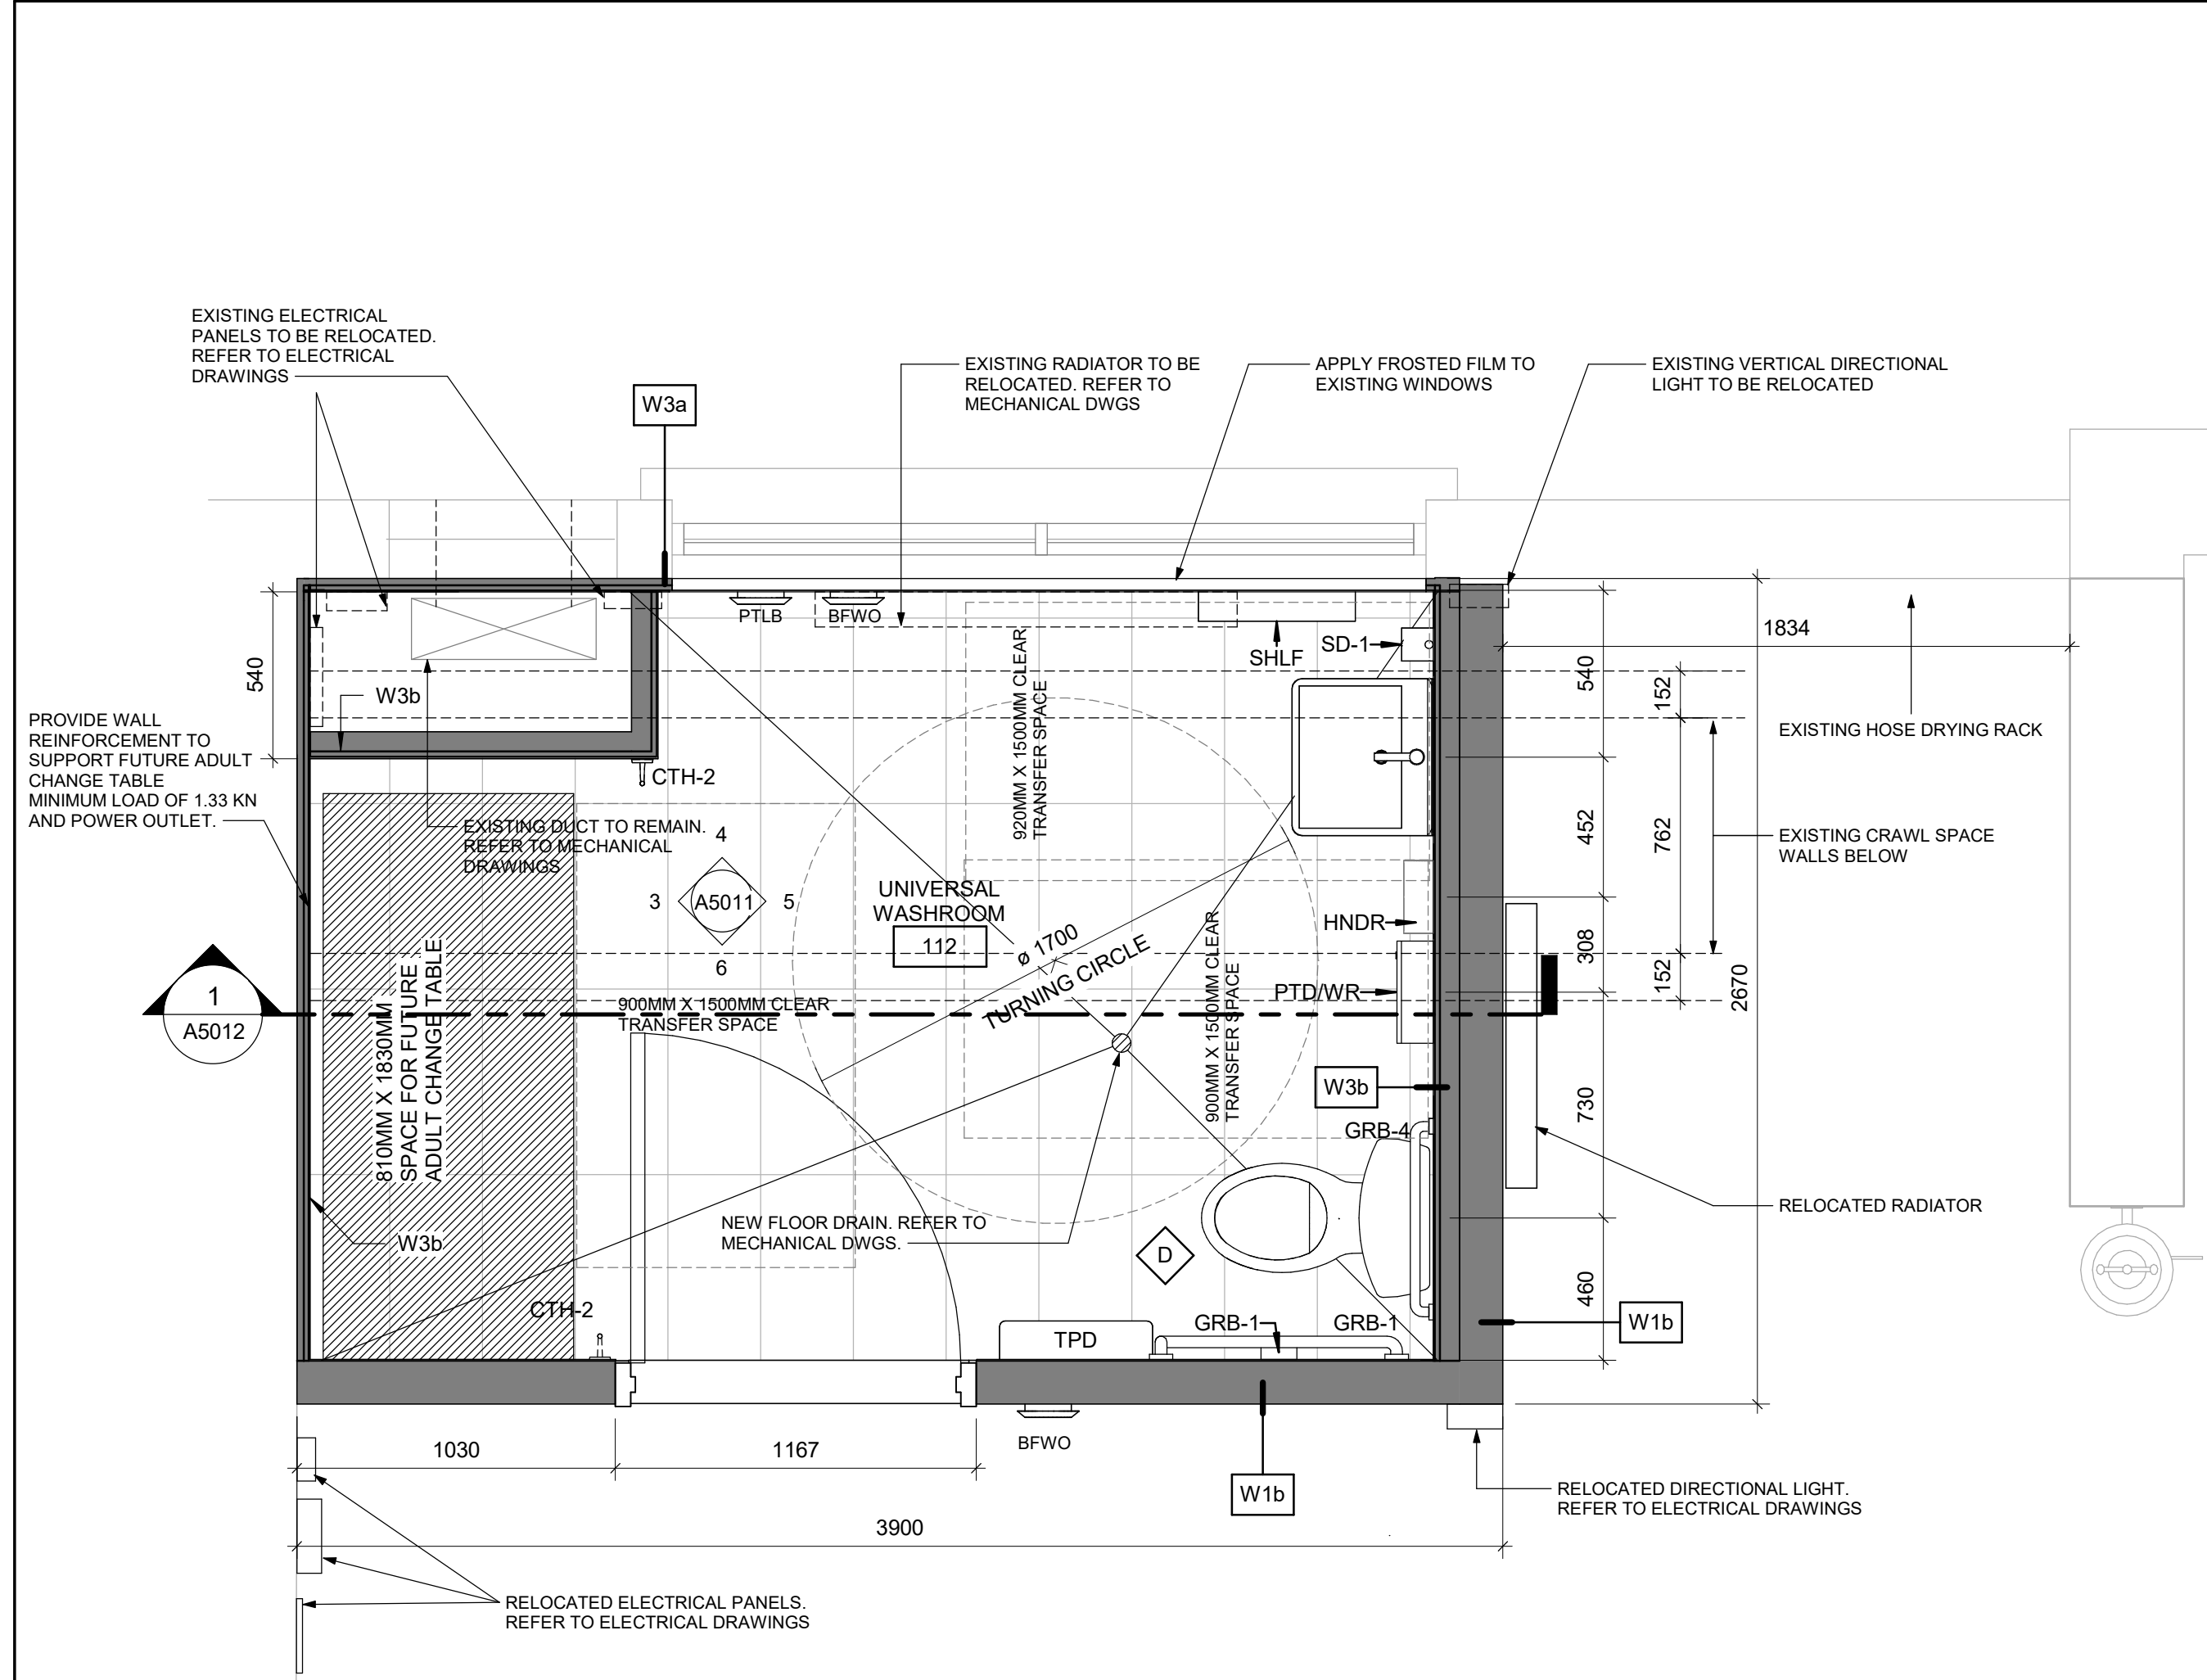 EXISTING ELECTRICAL
PANELS TO BE RELOCATED.
REFER TO ELECTRICAL
DRAWINGS
W3a
EXISTING RADIATOR TO BE
RELOCATED. REFER TO
MECHANICAL DWGS
APPLY FROSTED FILM TO
EXISTING WINDOWS
EXISTING VERTICAL DIRECTIONAL
LIGHT TO BE RELOCATED
PTLB
BFWO
SHLF
SD-1
920MM X 1500MM CLEAR
TRANSFER SPACE
540
W3b
540
152
1834
EXISTING HOSE DRYING RACK
PROVIDE WALL
REINFORCEMENT TO
SUPPORT FUTURE ADULT
CHANGE TABLE
MINIMUM LOAD OF 1.33 KN
AND POWER OUTLET.
CTH-2
EXISTING DUCT TO REMAIN.
REFER TO MECHANICAL
DRAWINGS
4
3
A5011
5
6
UNIVERSAL
WASHROOM
112
452
762
EXISTING CRAWL SPACE
WALLS BELOW
HNDR
308
152
2670
PTD/WR
ø 1700
TURNING CIRCLE
900MM X 1500MM CLEAR
TRANSFER SPACE
900MM X 1500MM CLEAR
TRANSFER SPACE
1
A5012
810MM X 1830MM
SPACE FOR FUTURE
ADULT CHANGE TABLE
W3b
GRB-4
730
RELOCATED RADIATOR
W3b
NEW FLOOR DRAIN. REFER TO
MECHANICAL DWGS.
D
460
CTH-2
TPD
GRB-1
GRB-1
W1b
1030
1167
BFWO
W1b
RELOCATED DIRECTIONAL LIGHT.
REFER TO ELECTRICAL DRAWINGS
3900
RELOCATED ELECTRICAL PANELS.
REFER TO ELECTRICAL DRAWINGS